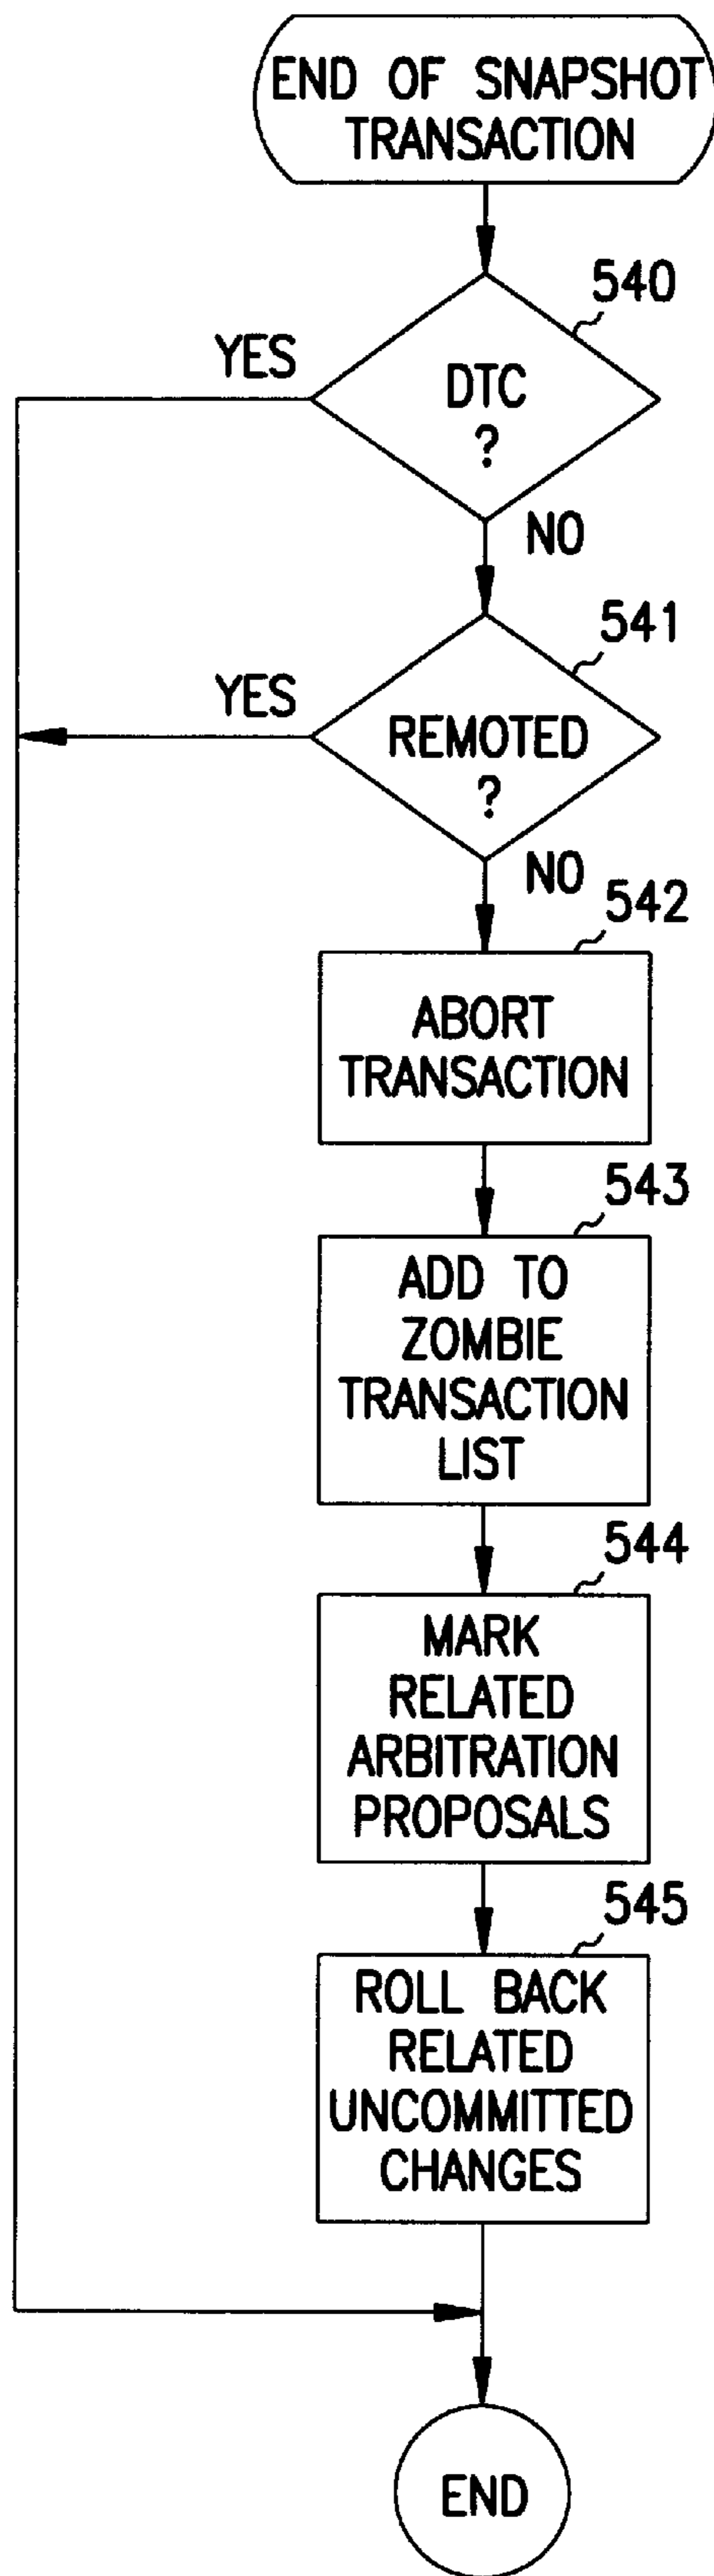 END OF SNAPSHOT
TRANSACTION
540
YES
DTC
?
NO
541
YES
REMOTED
?
NO
542
ABORT
TRANSACTION
543
ADD TO
ZOMBIE
TRANSACTION
LIST
544
MARK
RELATED
ARBITRATION
PROPOSALS
545
ROLL BACK
RELATED
UNCOMMITTED
CHANGES
END